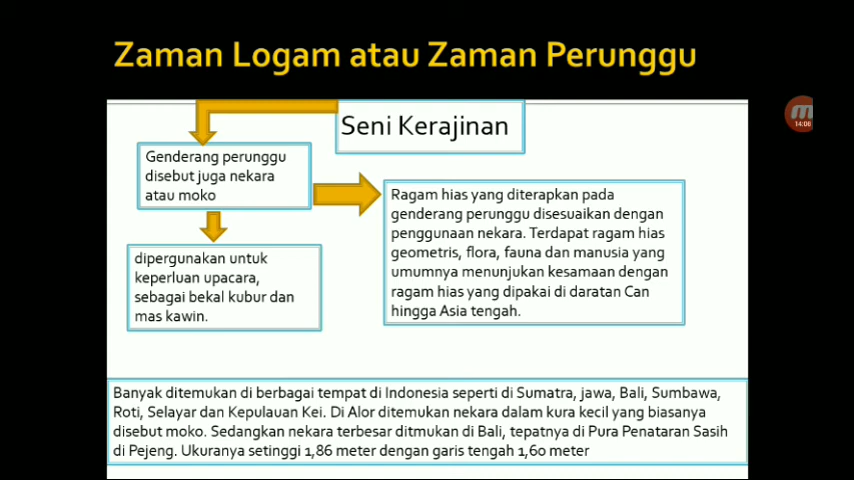 Zaman Logam atau Zaman Perunggu
Seni Kerajinan
Genderang perunggu
disebut juga nekara
atau moko
Ragam hias yang diterapkan pada
genderang perunggu disesuaikan dengan
penggunaan nekara. Terdapat ragam hias
geometris, flora, fauna dan manusia yang
umumnya menunjukan kesamaan dengan
ragam hias yang dipakai di daratan Can
hingga Asia tengah.
dipergunakan untuk
keperluan upacara,
sebagai bekal kubur dan
mas kawin.
Banyak ditemukan di berbagai tempat di Indonesia seperti di Sumatra, jawa, Bali, Sumbawa,
Roti, Selayar dan Kepulauan Kei. Di Alor ditemukan nekara dalam kura kecil yang biasanya
disebut moko. Sedangkan nekara terbesar ditmukan di Bali, tepatnya di Pura Penataran Sasih
di Pejeng. Ukuranya setinggi 1,86 meter dengan garis tengah 1,60 meter
14:06